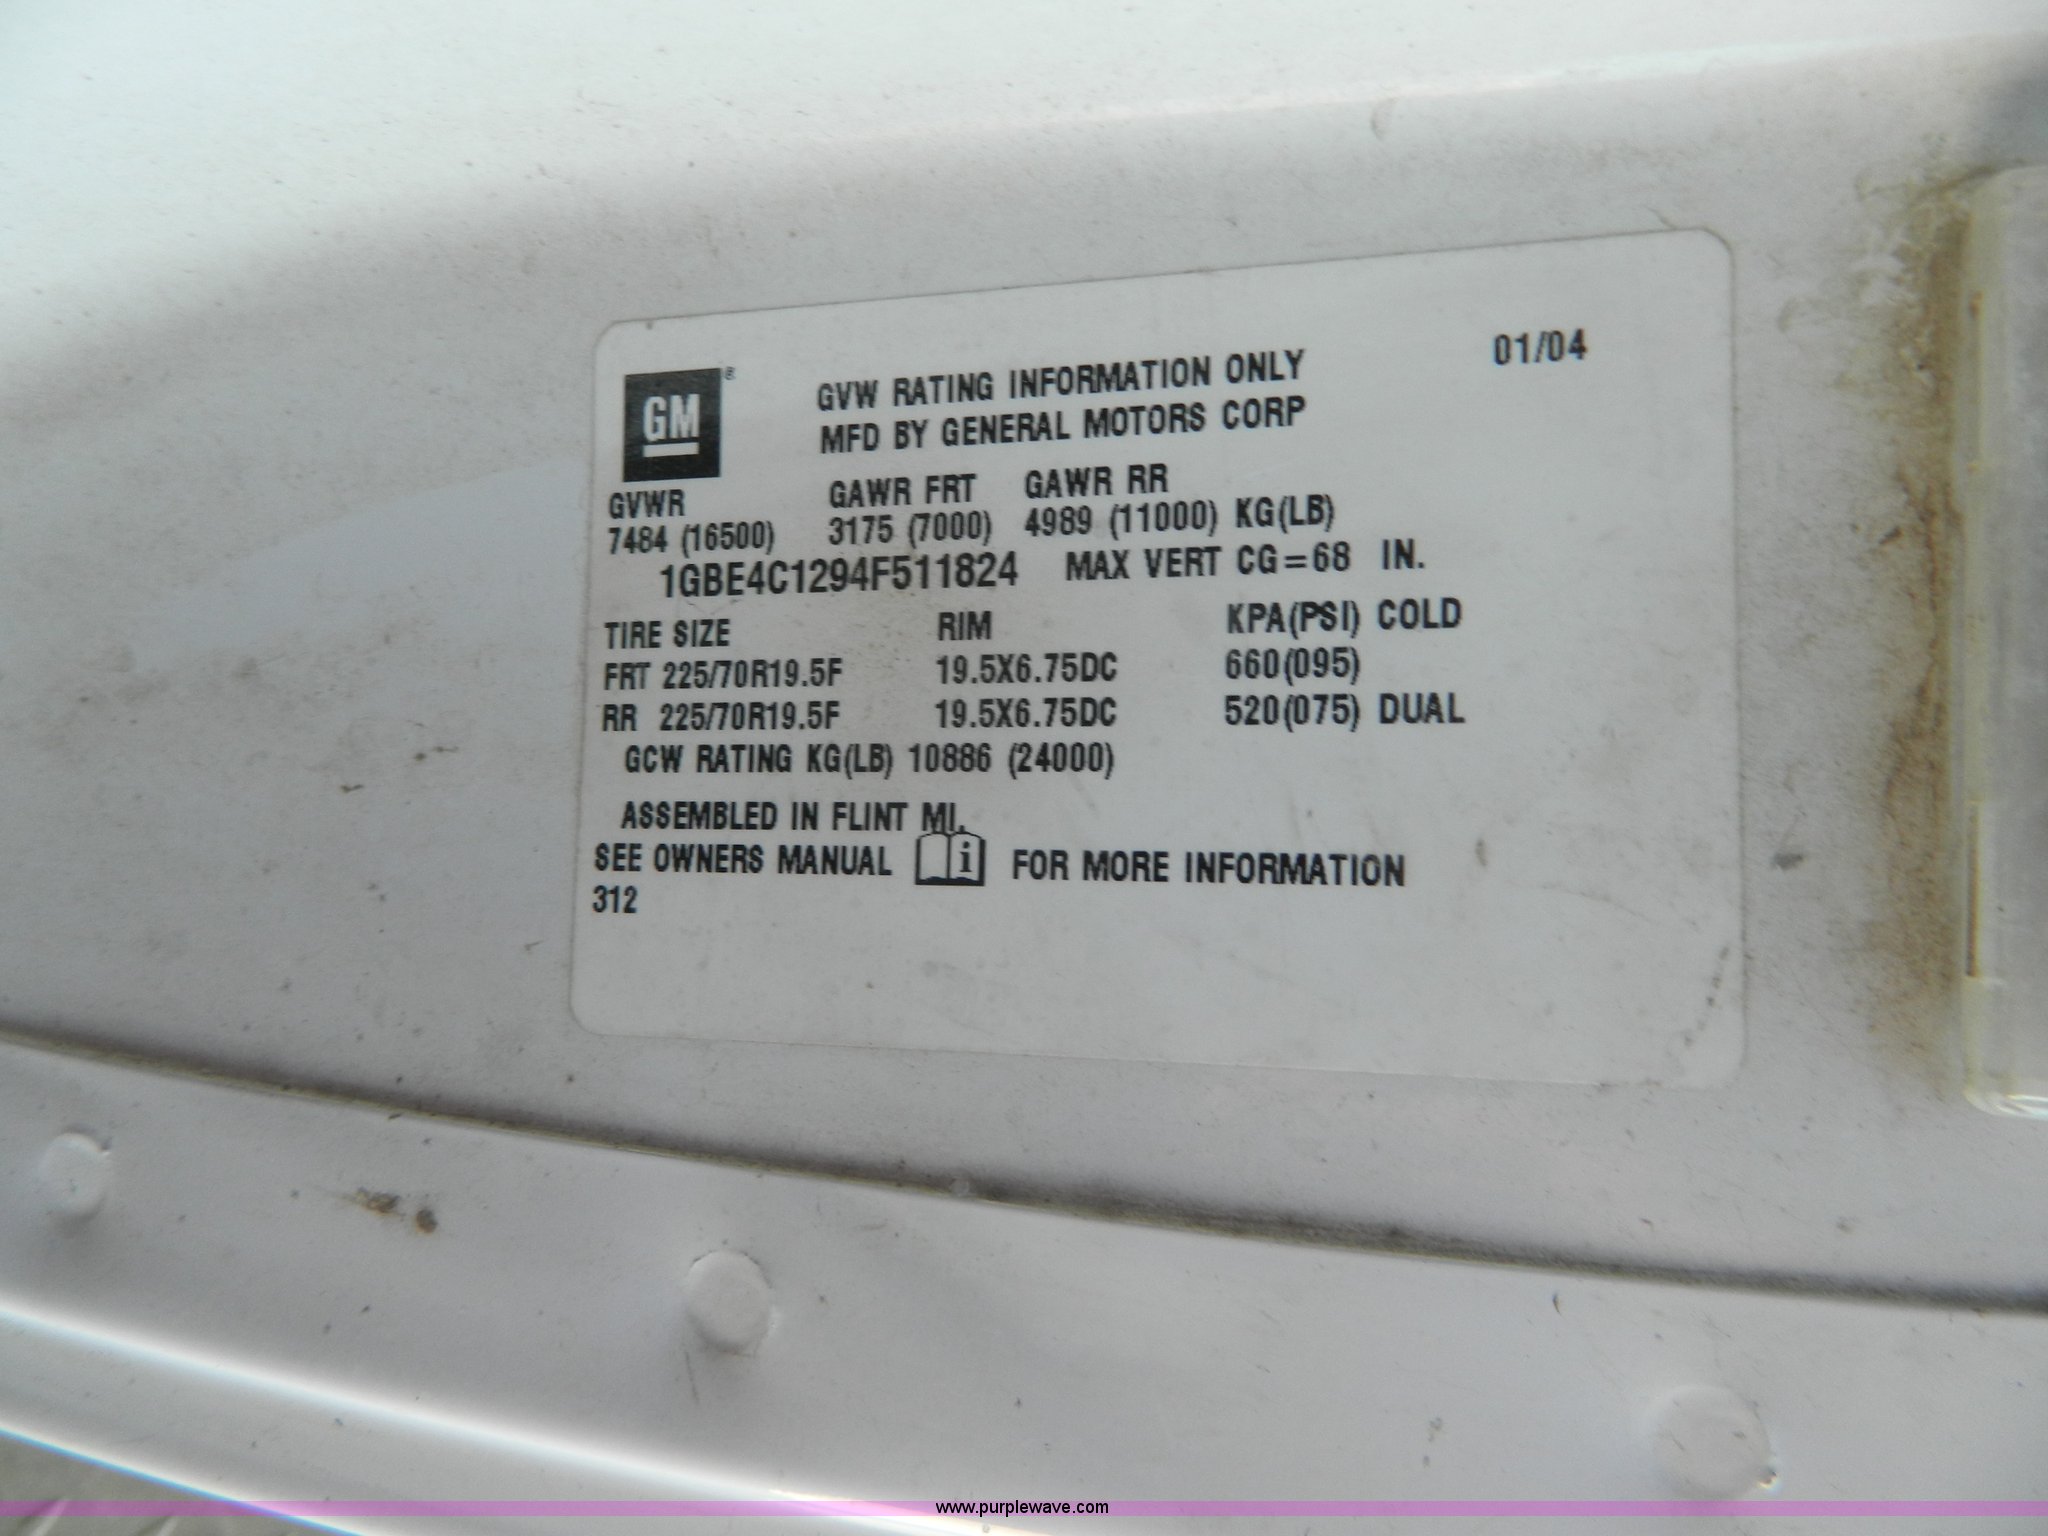 GM®
GVW RATING INFORMATION ONLY 01/04
MFD BY GENERAL MOTORS CORP
GVWR GAWR FRT GAWR RR
7484 (16500) 3175 (7000) 4989 (11000) KG(LB)
1GBE4C1294F511824 MAX VERT CG=68 IN.
TIRE SIZE RIM KPA(PSI) COLD
FRT 225/70R19.5F 19.5X6.75DC 660(095)
RR 225/70R19.5F 19.5X6.75DC 520(075) DUAL
GCW RATING KG(LB) 10886 (24000)
ASSEMBLED IN FLINT MI.
SEE OWNERS MANUAL i FOR MORE INFORMATION
312
www.purplewave.com